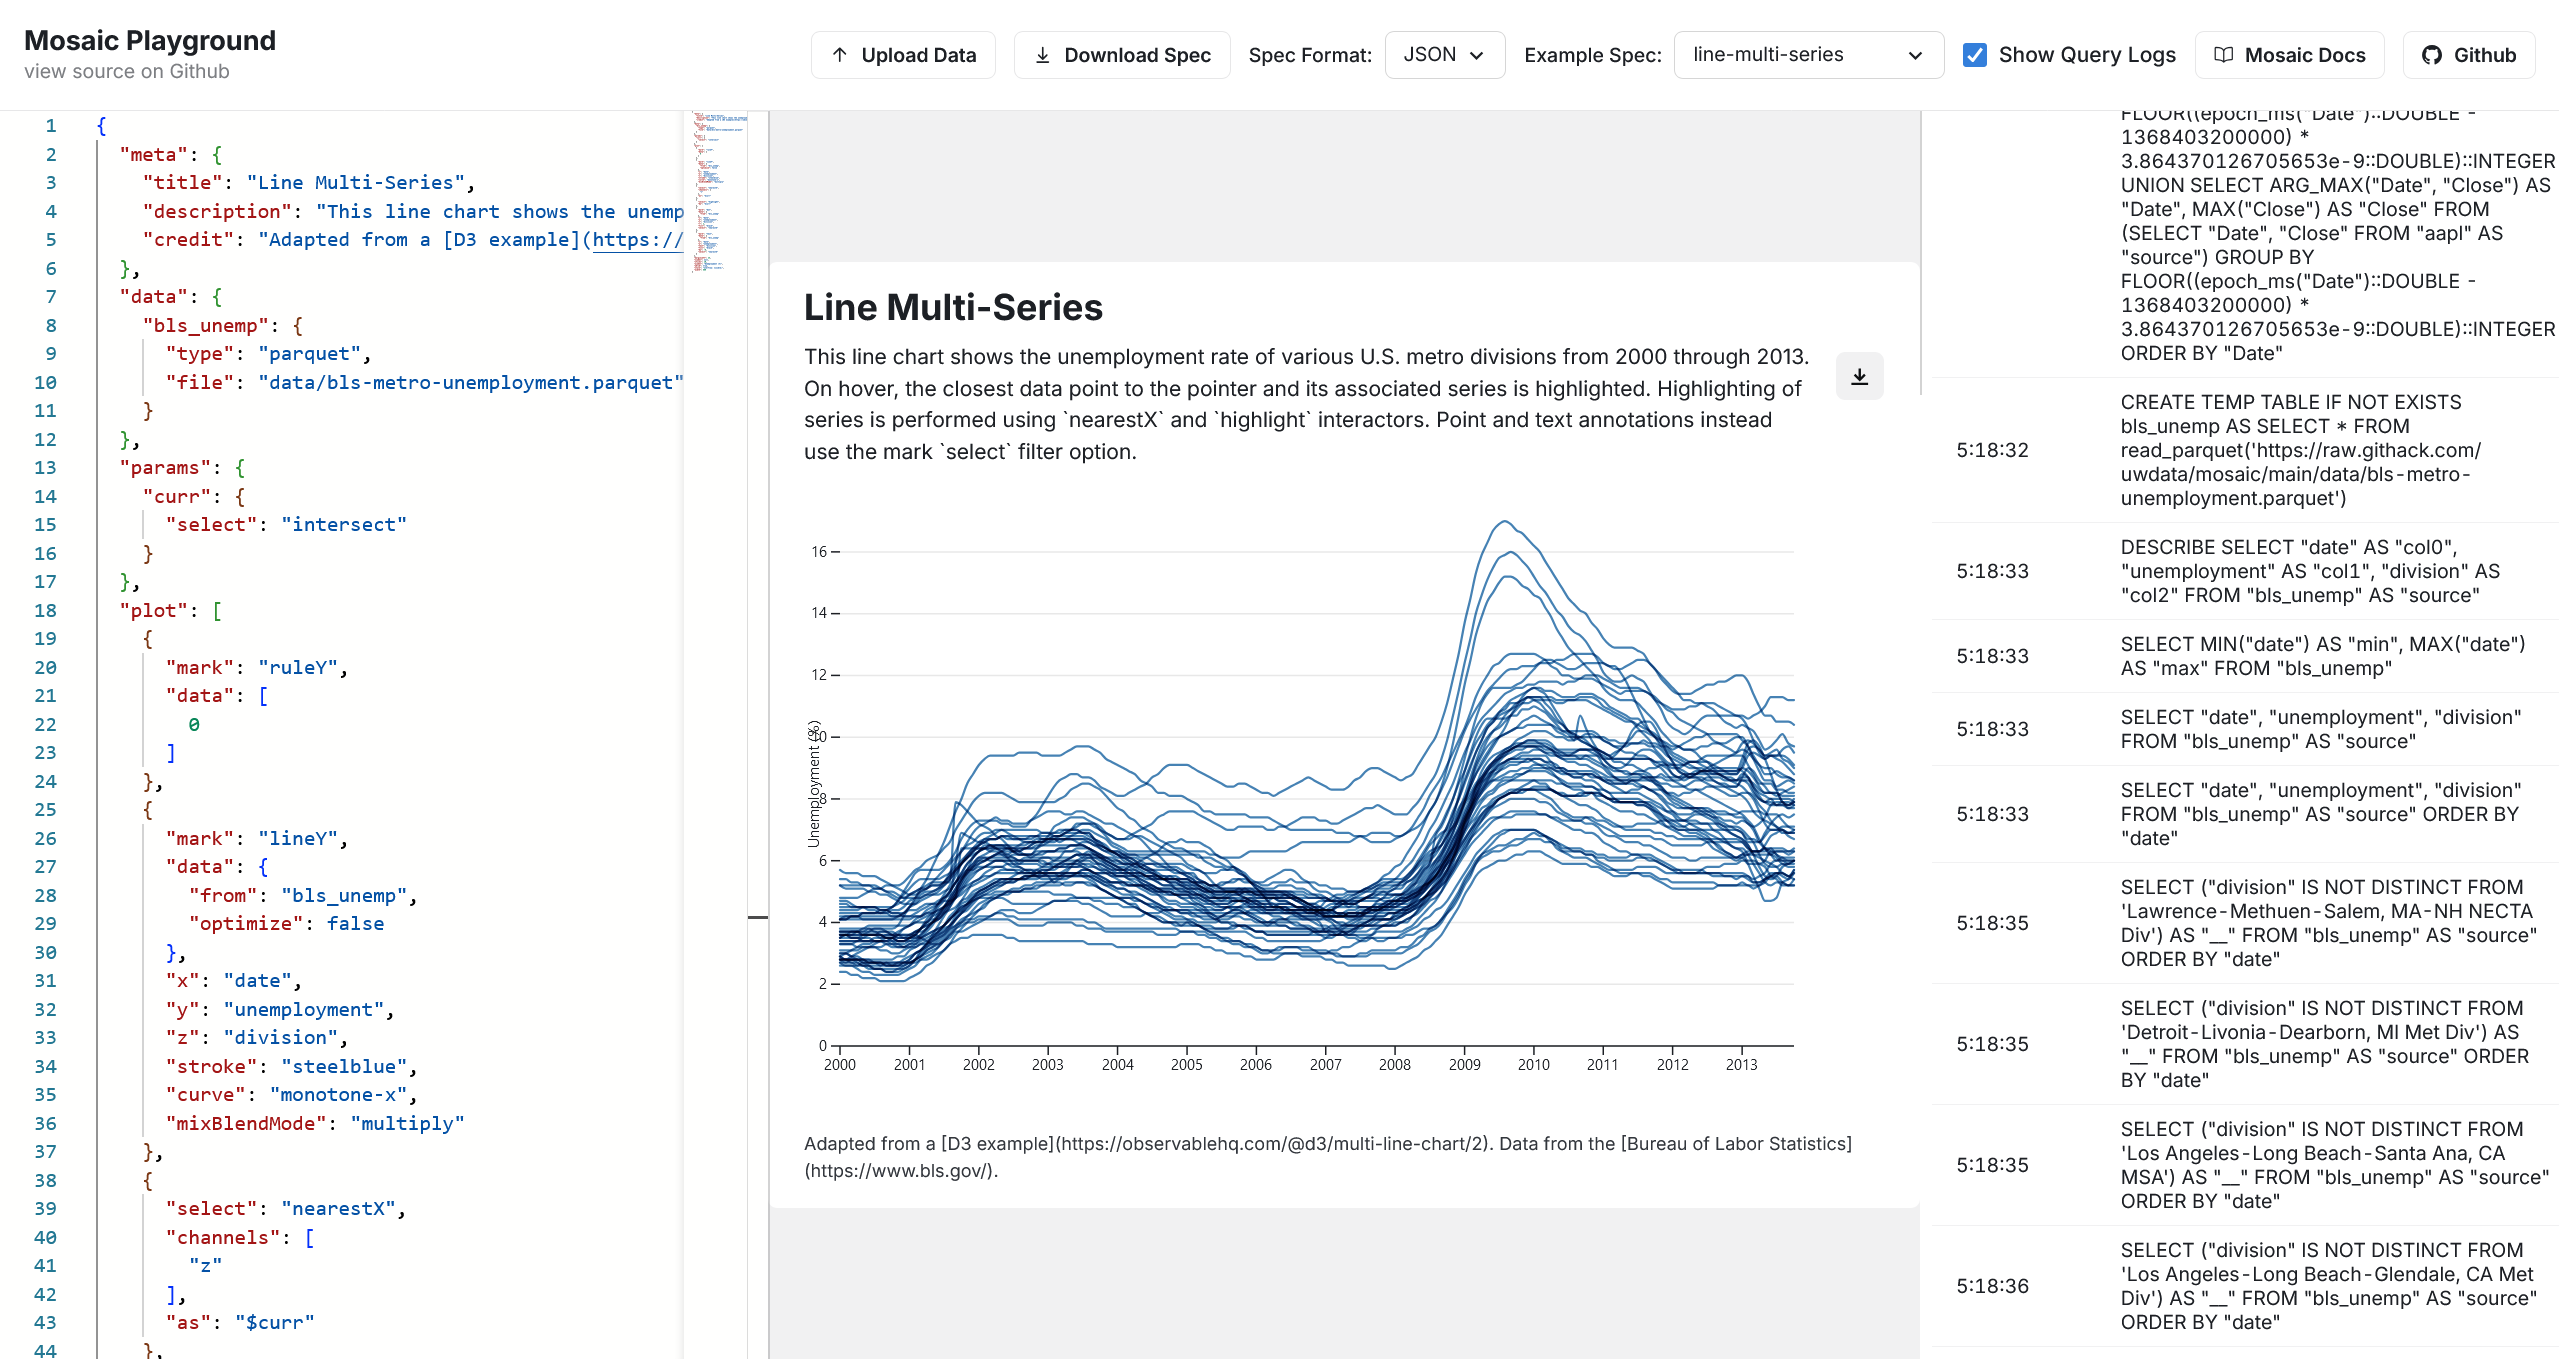 Mosaic Playground
view source on Github
Upload Data
Download Spec
Spec Format:
JSON
Example Spec:
line-multi-series
Show Query Logs
Mosaic Docs
Github
1 {
2 "meta": {
3 "title": "Line Multi-Series",
4 "description": "This line chart shows the unemp
5 "credit": "Adapted from a [D3 example](https://
6 },
7 "data": {
8 "bls_unemp": {
9 "type": "parquet",
10 "file": "data/bls-metro-unemployment.parquet"
11 }
12 },
13 "params": {
14 "curr": {
15 "select": "intersect"
16 }
17 },
18 "plot": [
19 {
20 "mark": "ruleY",
21 "data": [
22 0
23 ]
24 },
25 {
26 "mark": "lineY",
27 "data": {
28 "from": "bls_unemp",
29 "optimize": false
30 },
31 "x": "date",
32 "y": "unemployment",
33 "z": "division",
34 "stroke": "steelblue",
35 "curve": "monotone-x",
36 "mixBlendMode": "multiply"
37 },
38 {
39 "select": "nearestX",
40 "channels": [
41 "z"
42 ],
43 "as": "$curr"
44 },
Line Multi-Series
This line chart shows the unemployment rate of various U.S. metro divisions from 2000 through 2013.
On hover, the closest data point to the pointer and its associated series is highlighted. Highlighting of
series is performed using `nearestX` and `highlight` interactors. Point and text annotations instead
use the mark `select` filter option.
Unemployment (%)
16
14
12
10
8
6
4
2
0
2000 2001 2002 2003 2004 2005 2006 2007 2008 2009 2010 2011 2012 2013
Adapted from a [D3 example](https://observablehq.com/@d3/multi-line-chart/2). Data from the [Bureau of Labor Statistics]
(https://www.bls.gov/).
FLOOR((epoch_ms("Date")::DOUBLE -
1368403200000) *
3.864370126705653e-9::DOUBLE)::INTEGER
UNION SELECT ARG_MAX("Date", "Close") AS
"Date", MAX("Close") AS "Close" FROM
(SELECT "Date", "Close" FROM "aapl" AS
"source") GROUP BY
FLOOR((epoch_ms("Date")::DOUBLE -
1368403200000) *
3.864370126705653e-9::DOUBLE)::INTEGER
ORDER BY "Date"
5:18:32
CREATE TEMP TABLE IF NOT EXISTS
bls_unemp AS SELECT * FROM
read_parquet('https://raw.githack.com/
uwdata/mosaic/main/data/bls-metro-
unemployment.parquet')
5:18:33
DESCRIBE SELECT "date" AS "col0",
"unemployment" AS "col1", "division" AS
"col2" FROM "bls_unemp" AS "source"
5:18:33
SELECT MIN("date") AS "min", MAX("date")
AS "max" FROM "bls_unemp"
5:18:33
SELECT "date", "unemployment", "division"
FROM "bls_unemp" AS "source"
5:18:33
SELECT "date", "unemployment", "division"
FROM "bls_unemp" AS "source" ORDER BY
"date"
5:18:35
SELECT ("division" IS NOT DISTINCT FROM
'Lawrence-Methuen-Salem, MA-NH NECTA
Div') AS "__" FROM "bls_unemp" AS "source"
ORDER BY "date"
5:18:35
SELECT ("division" IS NOT DISTINCT FROM
'Detroit-Livonia-Dearborn, MI Met Div') AS
"__" FROM "bls_unemp" AS "source" ORDER
BY "date"
5:18:35
SELECT ("division" IS NOT DISTINCT FROM
'Los Angeles-Long Beach-Santa Ana, CA
MSA') AS "__" FROM "bls_unemp" AS "source"
ORDER BY "date"
5:18:36
SELECT ("division" IS NOT DISTINCT FROM
'Los Angeles-Long Beach-Glendale, CA Met
Div') AS "__" FROM "bls_unemp" AS "source"
ORDER BY "date"